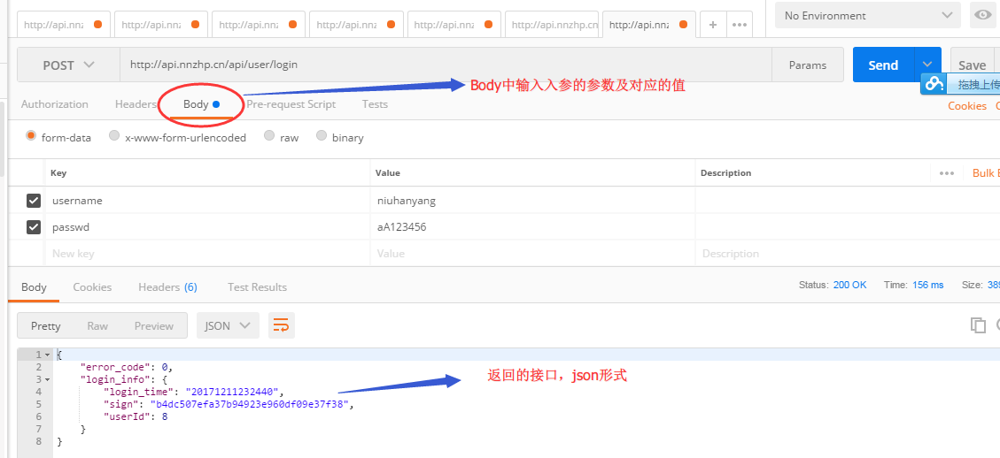 http://api.nn: http://api.nnz http://api.nnz http://api.nnz http://api.nnz http://api.nnzhp.cn http://api.nnz No Environment
POST http://api.nnzhp.cn/api/user/login Params Send Save
Body中输入入参的参数及对应的值
拖拽上传
Authorization Headers Body Pre-request Script Tests Cookies
form-data x-www-form-urlencoded raw binary
Key Value Description Bulk E
username niuhanyang
passwd aA123456
New key Value Description
Body Cookies Headers (6) Test Results Status: 200 OK Time: 156 ms Size: 389
Pretty Raw Preview JSON
1 {
2 "error_code": 0,
3 "login_info": {
返回的接口，json形式
4 "login_time": "20171211232440",
5 "sign": "b4dc507efa37b94923e960df09e37f38",
6 "userId": 8
7 }
8 }